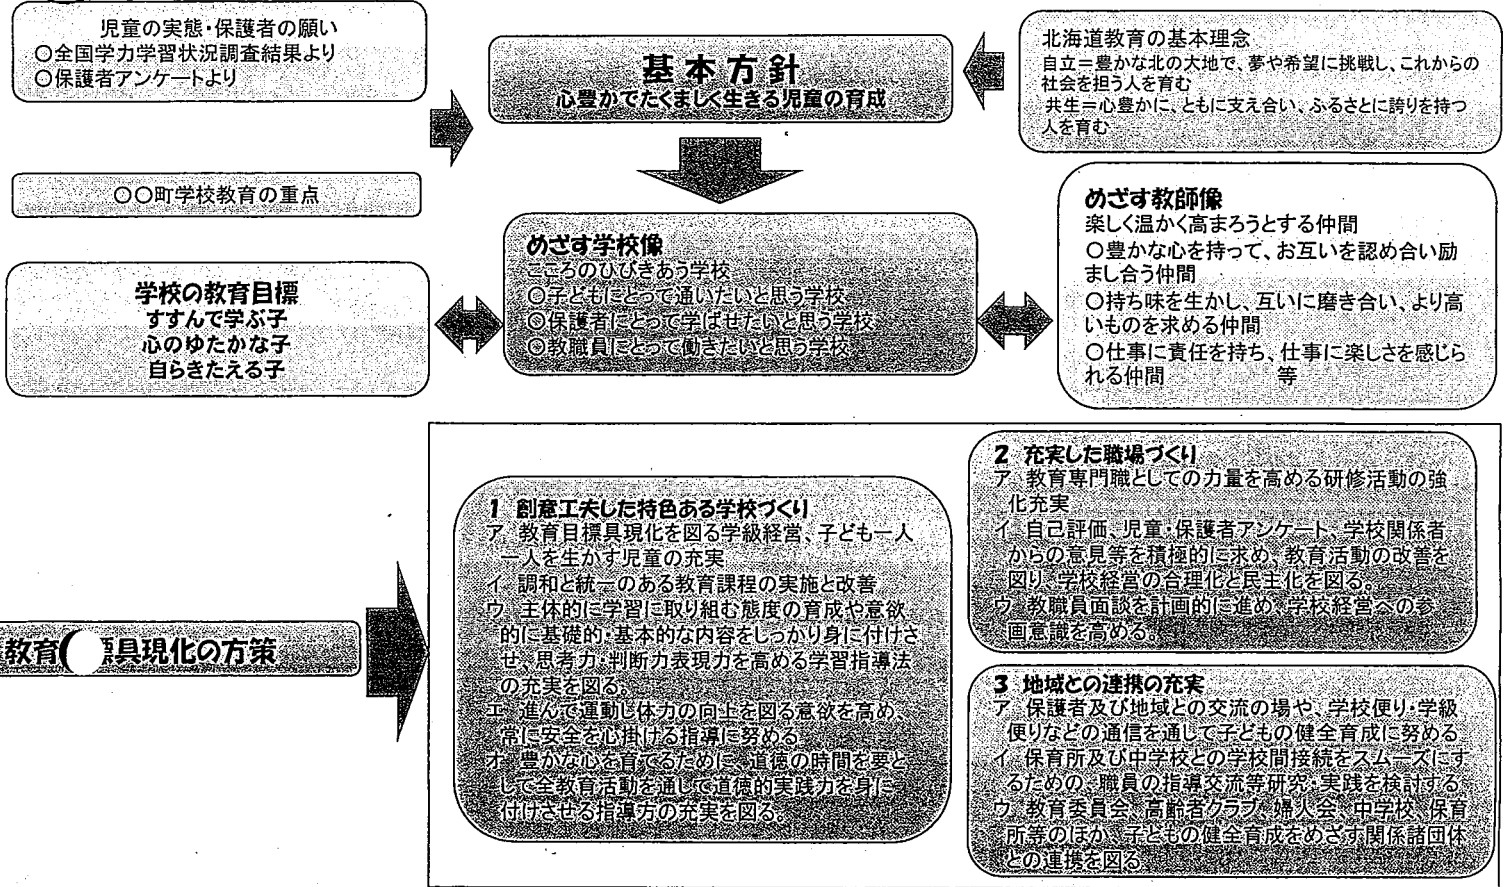 児童の実態・保護者の願い
○全国学力学習状況調査結果より
○保護者アンケートより
○○町学校教育の重点
基本方針
心豊かでたくましく生きる児童の育成
北海道教育の基本理念
自立＝豊かな北の大地で、夢や希望に挑戦し、これからの
社会を担う人を育む
共生＝心豊かに、ともに支え合い、ふるさとに誇りを持つ
人を育む
学校の教育目標
すすんで学ぶ子
心のゆたかな子
自らきたえる子
めざす学校像
こころのひびきあう学校
○子どもにとって通いたいと思う学校
○保護者にとって学ばせたいと思う学校
○教職員にとって働きたいと思う学校
めざす教師像
楽しく温かく高まろうとする仲間
○豊かな心を持って、お互いを認め合い励
まし合う仲間
○持ち味を生かし、互いに磨き合い、より高
いものを求める仲間
○仕事に責任を持ち、仕事に楽しさを感じら
れる仲間　　　　　等
教育 標具現化の方策
1 創意工夫した特色ある学校づくり
ア 教育目標具現化を図る学級経営、子ども一人
一人を生かす児童の充実
イ 調和と統一のある教育課程の実施と改善
ウ 主体的に学習に取り組む態度の育成や意欲
的に基礎的・基本的な内容をしっかり身に付けさ
せ、思考力・判断力表現力を高める学習指導法
の充実を図る。
エ 進んで運動し体力の向上を図る意欲を高め、
常に安全を心掛ける指導に努める
オ 豊かな心を育てるために、道徳の時間を要と
して全教育活動を通して道徳的実践力を身に
付けさせる指導方の充実を図る。
2 充実した職場づくり
ア 教育専門職としての力量を高める研修活動の強
化充実
イ 自己評価、児童・保護者アンケート、学校関係者
からの意見等を積極的に求め、教育活動の改善を
図り、学校経営の合理化と民主化を図る。
ウ 教職員面談を計画的に進め、学校経営への参
画意識を高める。
3 地域との連携の充実
ア 保護者及び地域との交流の場や、学校便り・学級
便りなどの通信を通して子どもの健全育成に努める
イ 保育所及び中学校との学校間接続をスムーズにす
るための、職員の指導交流等研究・実践を検討する
ウ 教育委員会、高齢者クラブ、婦人会、中学校、保育
所等のほか、子どもの健全育成をめざす関係諸団体
との連携を図る